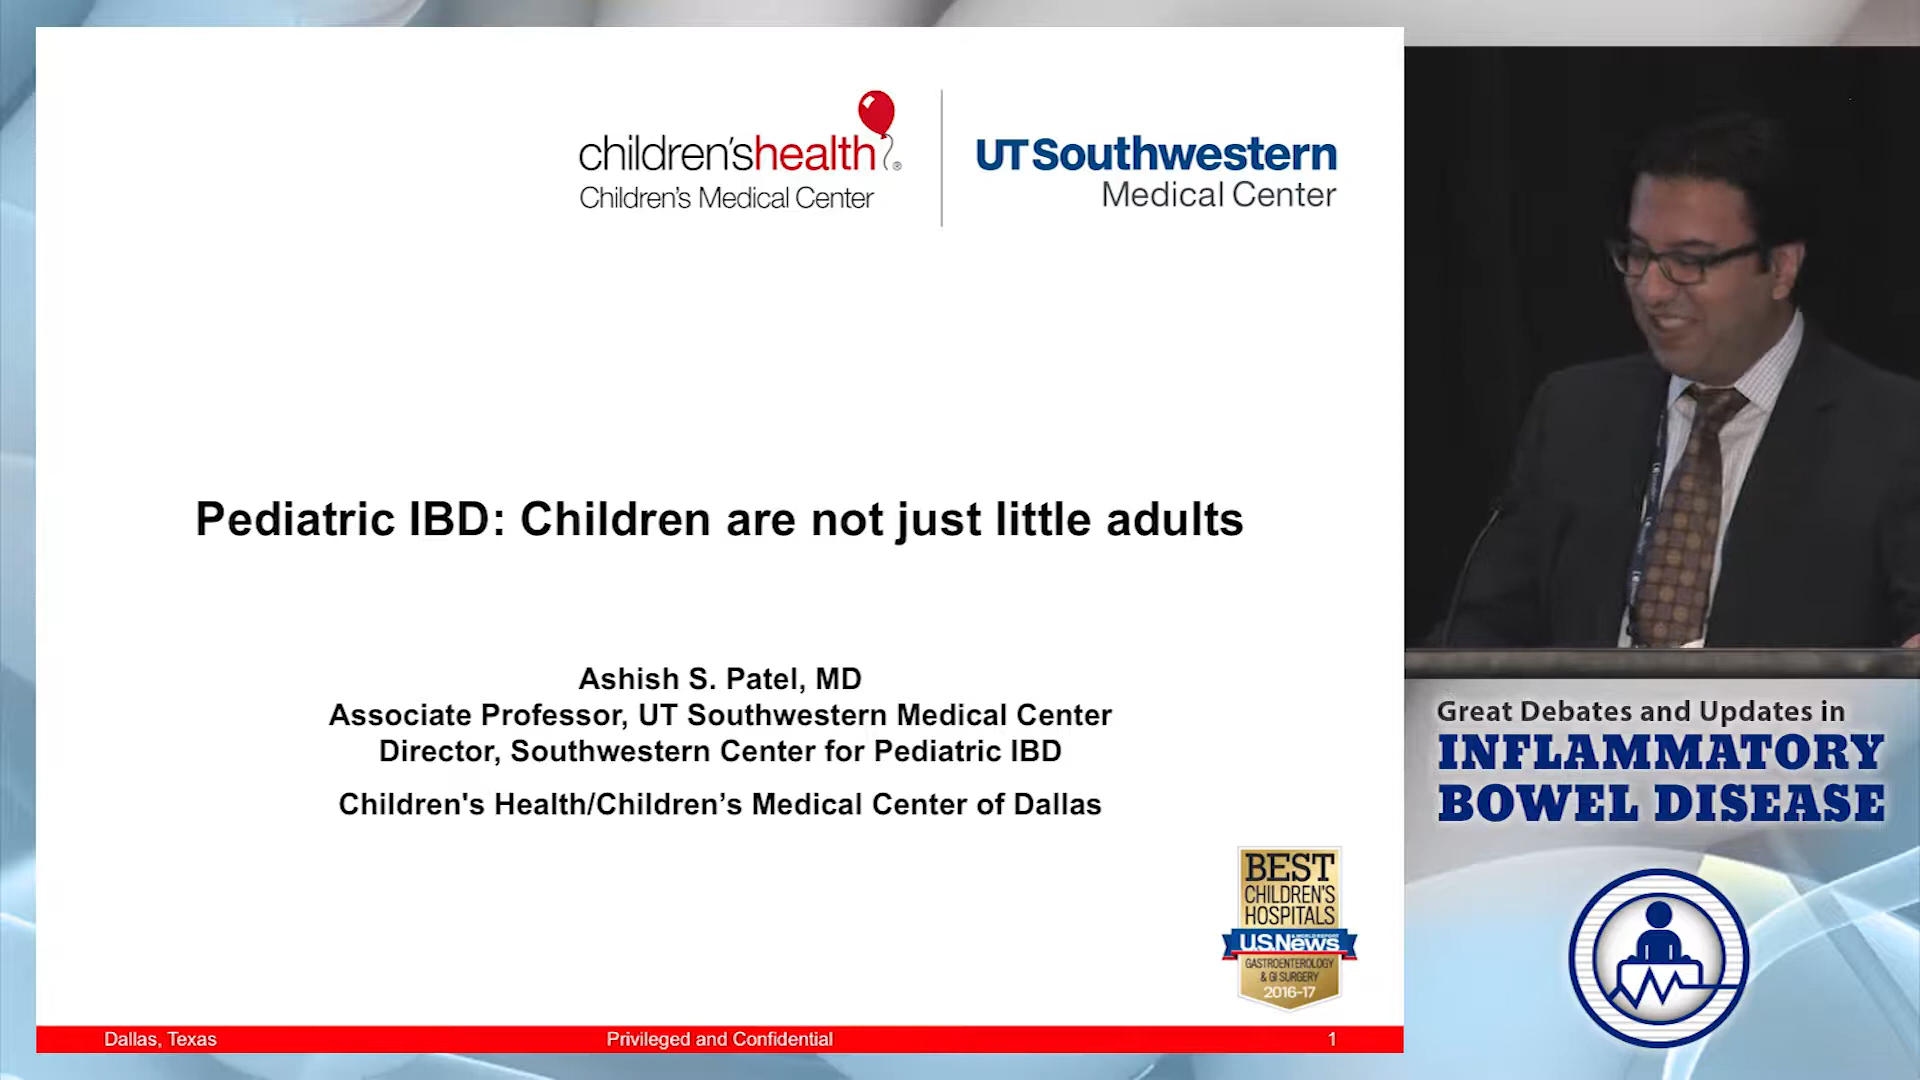 children'shealth®
Children's Medical Center
UT Southwestern
Medical Center
Pediatric IBD: Children are not just little adults
Ashish S. Patel, MD
Associate Professor, UT Southwestern Medical Center
Director, Southwestern Center for Pediatric IBD
Children's Health/Children’s Medical Center of Dallas
BEST
CHILDREN'S
HOSPITALS
U.S.News
& WORLD REPORT
GASTROENTEROLOGY
& GI SURGERY
2016-17
Dallas, Texas
Privileged and Confidential
1
Great Debates and Updates in
INFLAMMATORY
BOWEL DISEASE